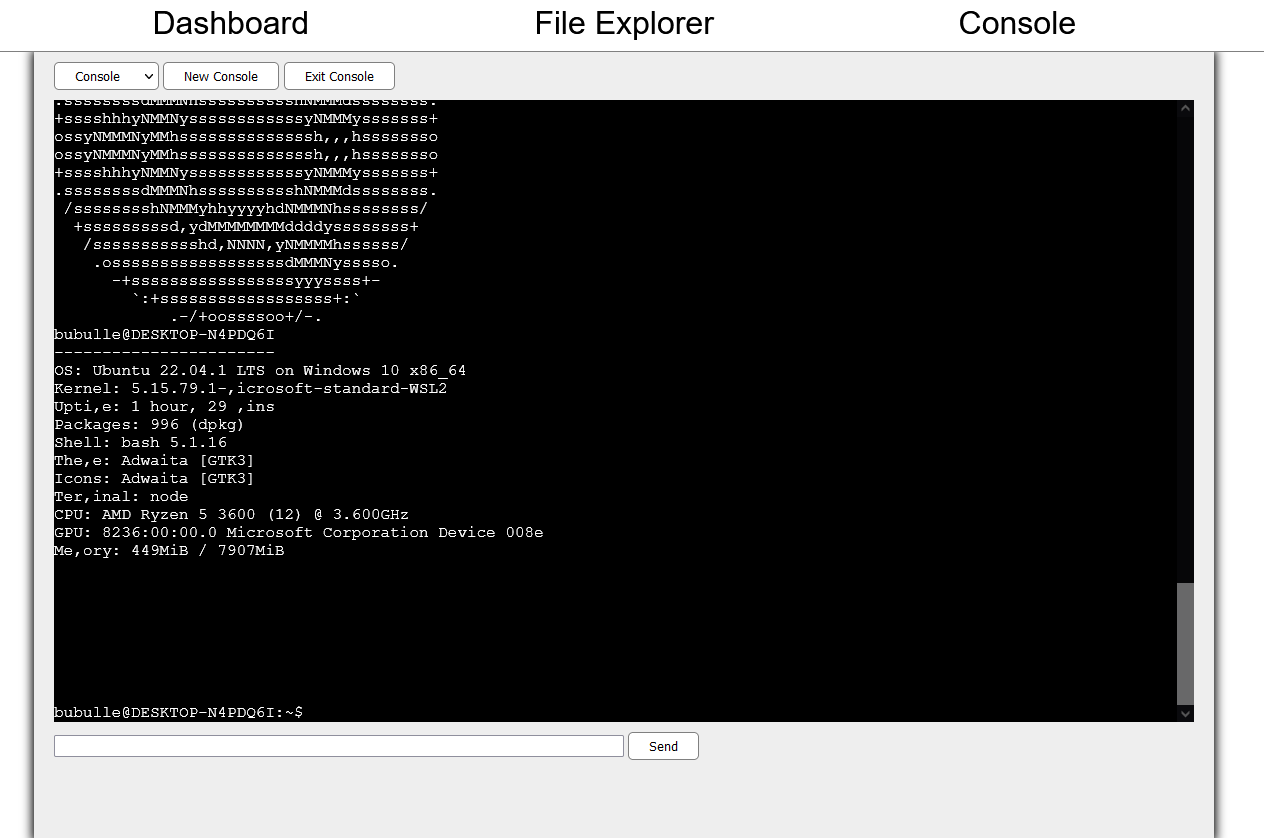 Dashboard
File Explorer
Console
Console
New Console
Exit Console
.ssssssssdMMMNhsssssssssshNMMMdssssssss.
+sssshhhyNMMNyssssssssssssyNMMMysssssss+
ossyNMMMNyMMhsssssssssssssh,,,hssssssso
ossyNMMMNyMMhsssssssssssssh,,,hssssssso
+sssshhhyNMMNyssssssssssssyNMMMysssssss+
.ssssssssdMMMNhsssssssssshNMMMdssssssss.
/sssssssshNMMMyhhyyyyhdNMMMNhssssssss/
+sssssssssd,ydMMMMMMMMddddyssssssss+
/ssssssssssshd,NNNN,yNMMMMhssssss/
.ossssssssssssssssssdMMMNysssso.
-+sssssssssssssssssyyyssss+-
`:+ssssssssssssssssss+:`
.-/+oossssoo+/-.
bubulle@DESKTOP-N4PDQ6I
-----------------------
OS: Ubuntu 22.04.1 LTS on Windows 10 x86_64
Kernel: 5.15.79.1-,icrosoft-standard-WSL2
Upti,e: 1 hour, 29 ,ins
Packages: 996 (dpkg)
Shell: bash 5.1.16
The,e: Adwaita [GTK3]
Icons: Adwaita [GTK3]
Ter,inal: node
CPU: AMD Ryzen 5 3600 (12) @ 3.600GHz
GPU: 8236:00:00.0 Microsoft Corporation Device 008e
Me,ory: 449MiB / 7907MiB
bubulle@DESKTOP-N4PDQ6I:~$
Send